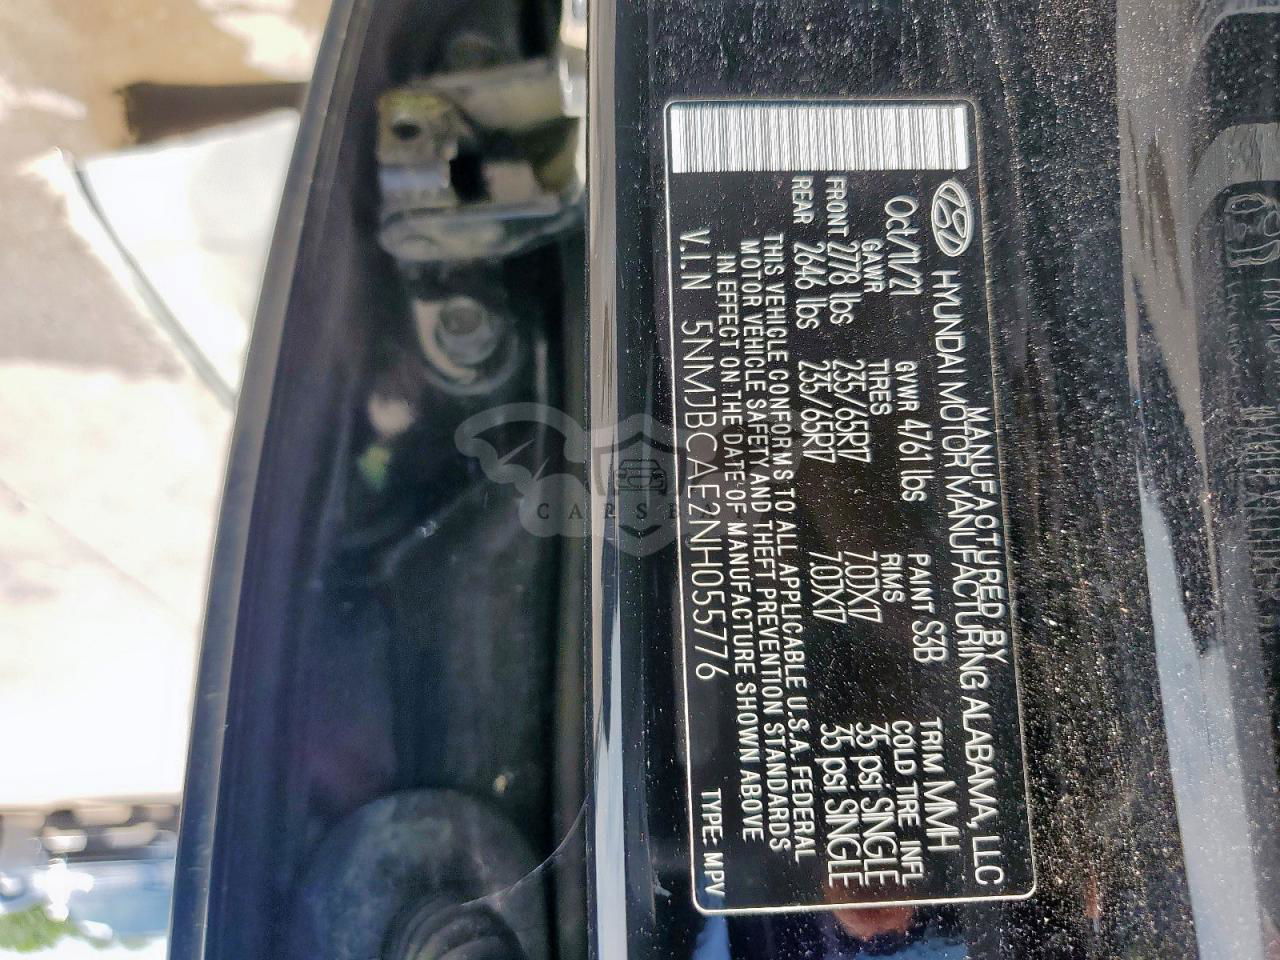 MANUFACTURED BY
HYUNDAI MOTOR MANUFACTURING ALABAMA, LLC
Oct/11/21 GVWR 4761 lbs PAINT S3B TRIM MMH
GAWR TIRES RIMS COLD TIRE INFL
FRONT 2778 lbs 235/65R17 7.0JX17 35 psi SINGLE
REAR 2646 lbs 235/65R17 7.0JX17 35 psi SINGLE
THIS VEHICLE CONFORMS TO ALL APPLICABLE U.S.A. FEDERAL
MOTOR VEHICLE SAFETY AND THEFT PREVENTION STANDARDS
IN EFFECT ON THE DATE OF MANUFACTURE SHOWN ABOVE
V.I.N 5NMJBCAE2NH055776 TYPE: MPV